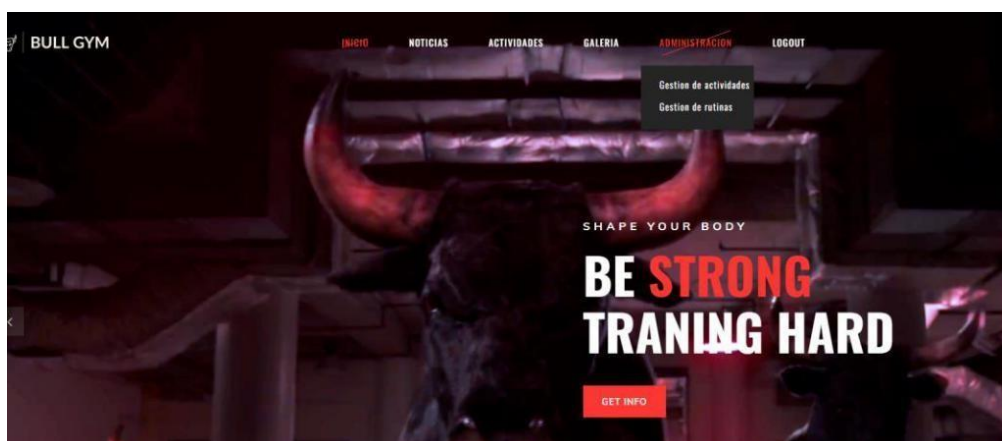 BULL GYM
INICIO NOTICIAS ACTIVIDADES GALERIA ADMINISTRACION LOGOUT
Gestion de actividades
Gestion de rutinas
SHAPE YOUR BODY
BE STRONG
TRANING HARD
GET INFO